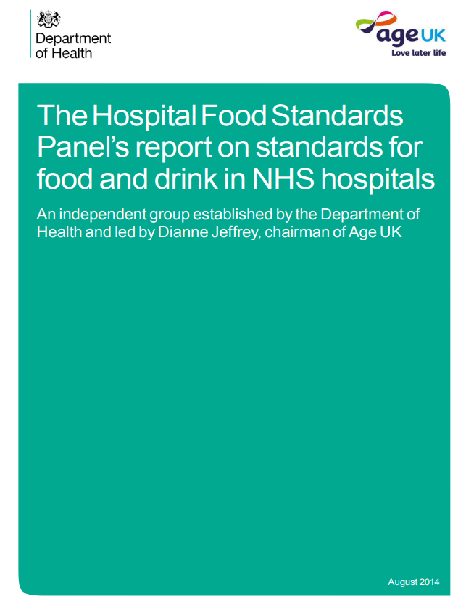 Department
of Health
age UK
Love later life
The Hospital Food Standards
Panel's report on standards for
food and drink in NHS hospitals
An independent group established by the Department of
Health and led by Dianne Jeffrey, chairman of Age UK
August 2014